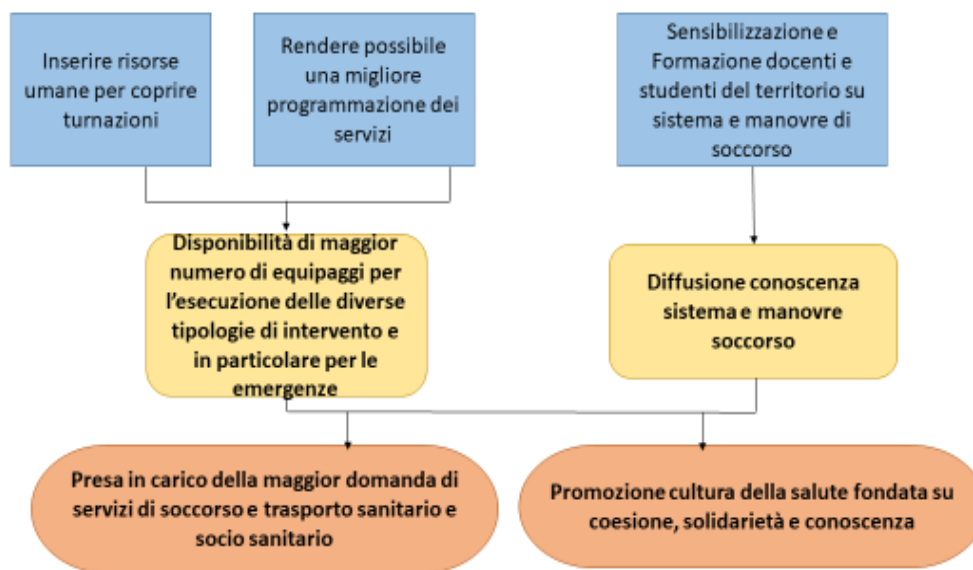 Inserire risorse
umane per coprire
turnazioni
Rendere possibile
una migliore
programmazione dei
servizi
Sensibilizzazione e
Formazione docenti e
studenti del territorio su
sistema e manovre di
soccorso
Disponibilità di maggior
numero di equipaggi per
l'esecuzione delle diverse
tipologie di intervento e
in particolare per le
emergenze
Diffusione conoscenza
sistema e manovre
soccorso
Presa in carico della maggior domanda di
servizi di soccorso e trasporto sanitario e
socio sanitario
Promozione cultura della salute fondata su
coesione, solidarietà e conoscenza